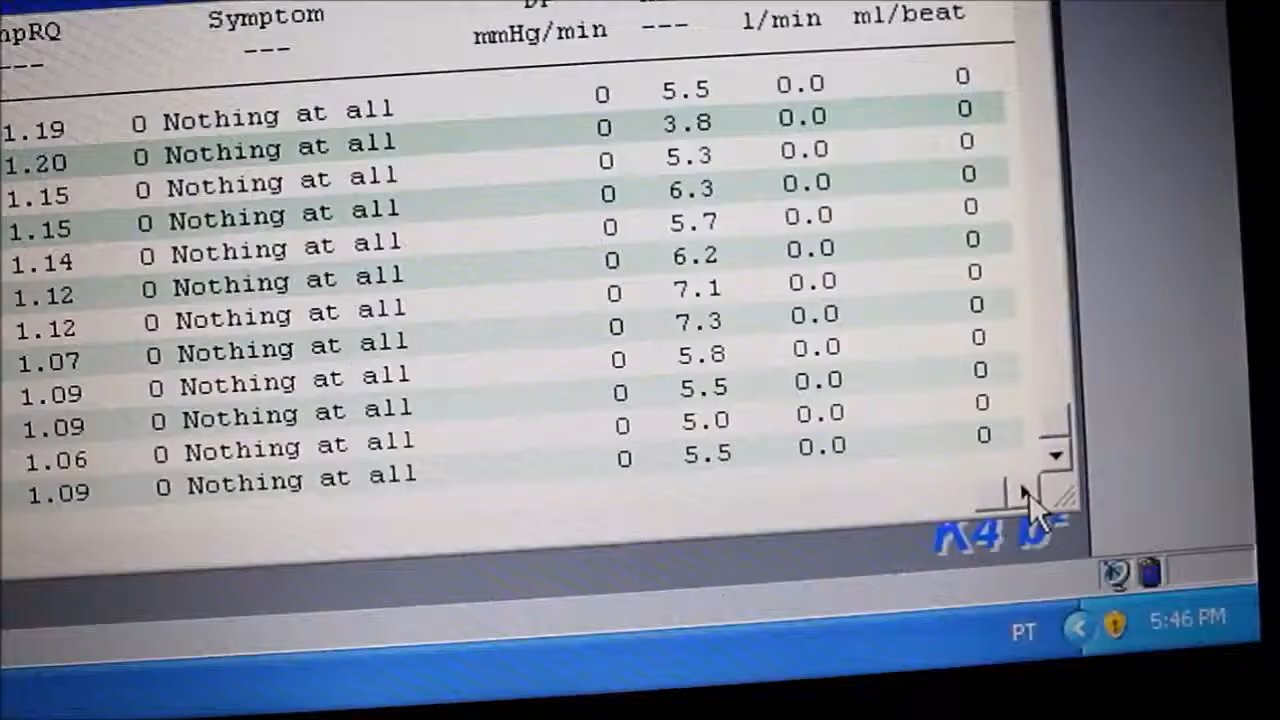 Symptom
mmHg/min --- l/min ml/beat
--- ---
1.19 0 Nothing at all 0 5.5 0.0 0
1.20 0 Nothing at all 0 3.8 0.0 0
1.15 0 Nothing at all 0 5.3 0.0 0
1.15 0 Nothing at all 0 6.3 0.0 0
1.14 0 Nothing at all 0 5.7 0.0 0
1.12 0 Nothing at all 0 6.2 0.0 0
1.12 0 Nothing at all 0 7.1 0.0 0
1.07 0 Nothing at all 0 7.3 0.0 0
1.09 0 Nothing at all 0 5.8 0.0 0
1.09 0 Nothing at all 0 5.5 0.0 0
1.06 0 Nothing at all 0 5.0 0.0 0
1.09 0 Nothing at all 0 5.5 0.0 0
K4 b²
PT 5:46 PM